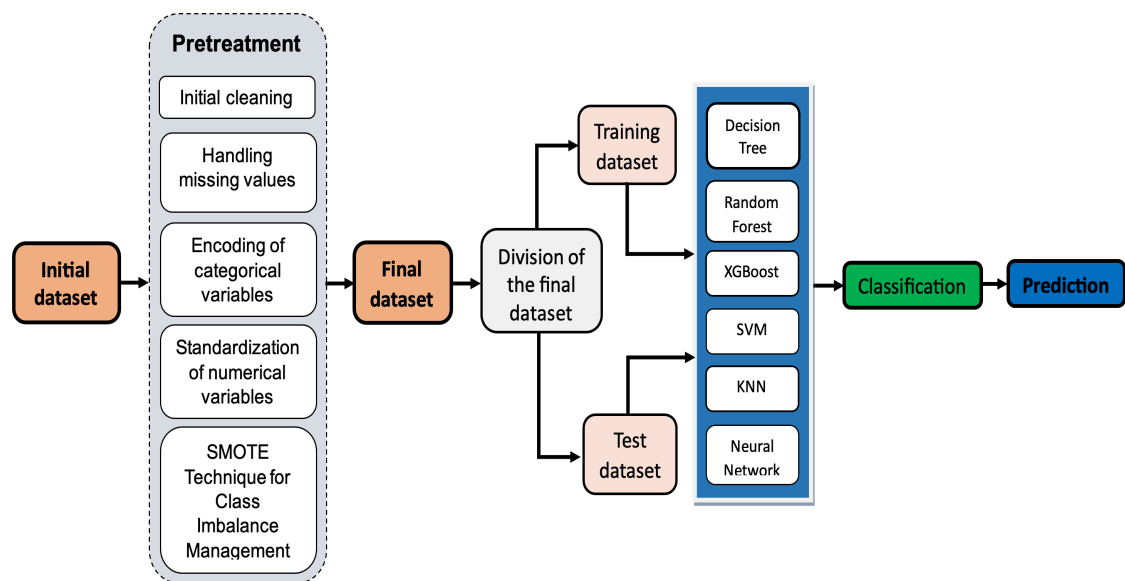 Initial
dataset
Pretreatment
Initial cleaning
Handling
missing values
Encoding of
categorical
variables
Standardization
of numerical
variables
SMOTE
Technique for
Class
Imbalance
Management
Final
dataset
Division of
the final
dataset
Training
dataset
Test
dataset
Decision
Tree
Random
Forest
XGBoost
SVM
KNN
Neural
Network
Classification
Prediction